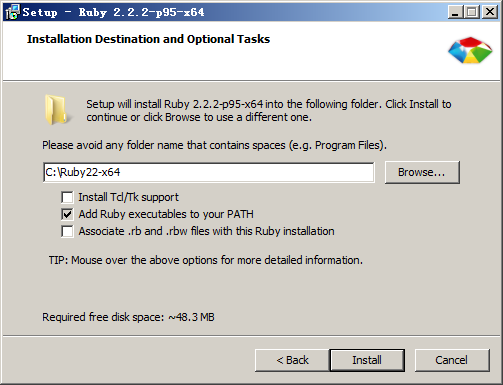 Setup - Ruby 2.2.2-p95-x64
Installation Destination and Optional Tasks
Setup will install Ruby 2.2.2-p95-x64 into the following folder. Click Install to
continue or click Browse to use a different one.
Please avoid any folder name that contains spaces (e.g. Program Files).
C:\Ruby22-x64
Browse...
Install Tcl/Tk support
Add Ruby executables to your PATH
Associate .rb and .rbw files with this Ruby installation
TIP: Mouse over the above options for more detailed information.
Required free disk space: ~48.3 MB
< Back
Install
Cancel